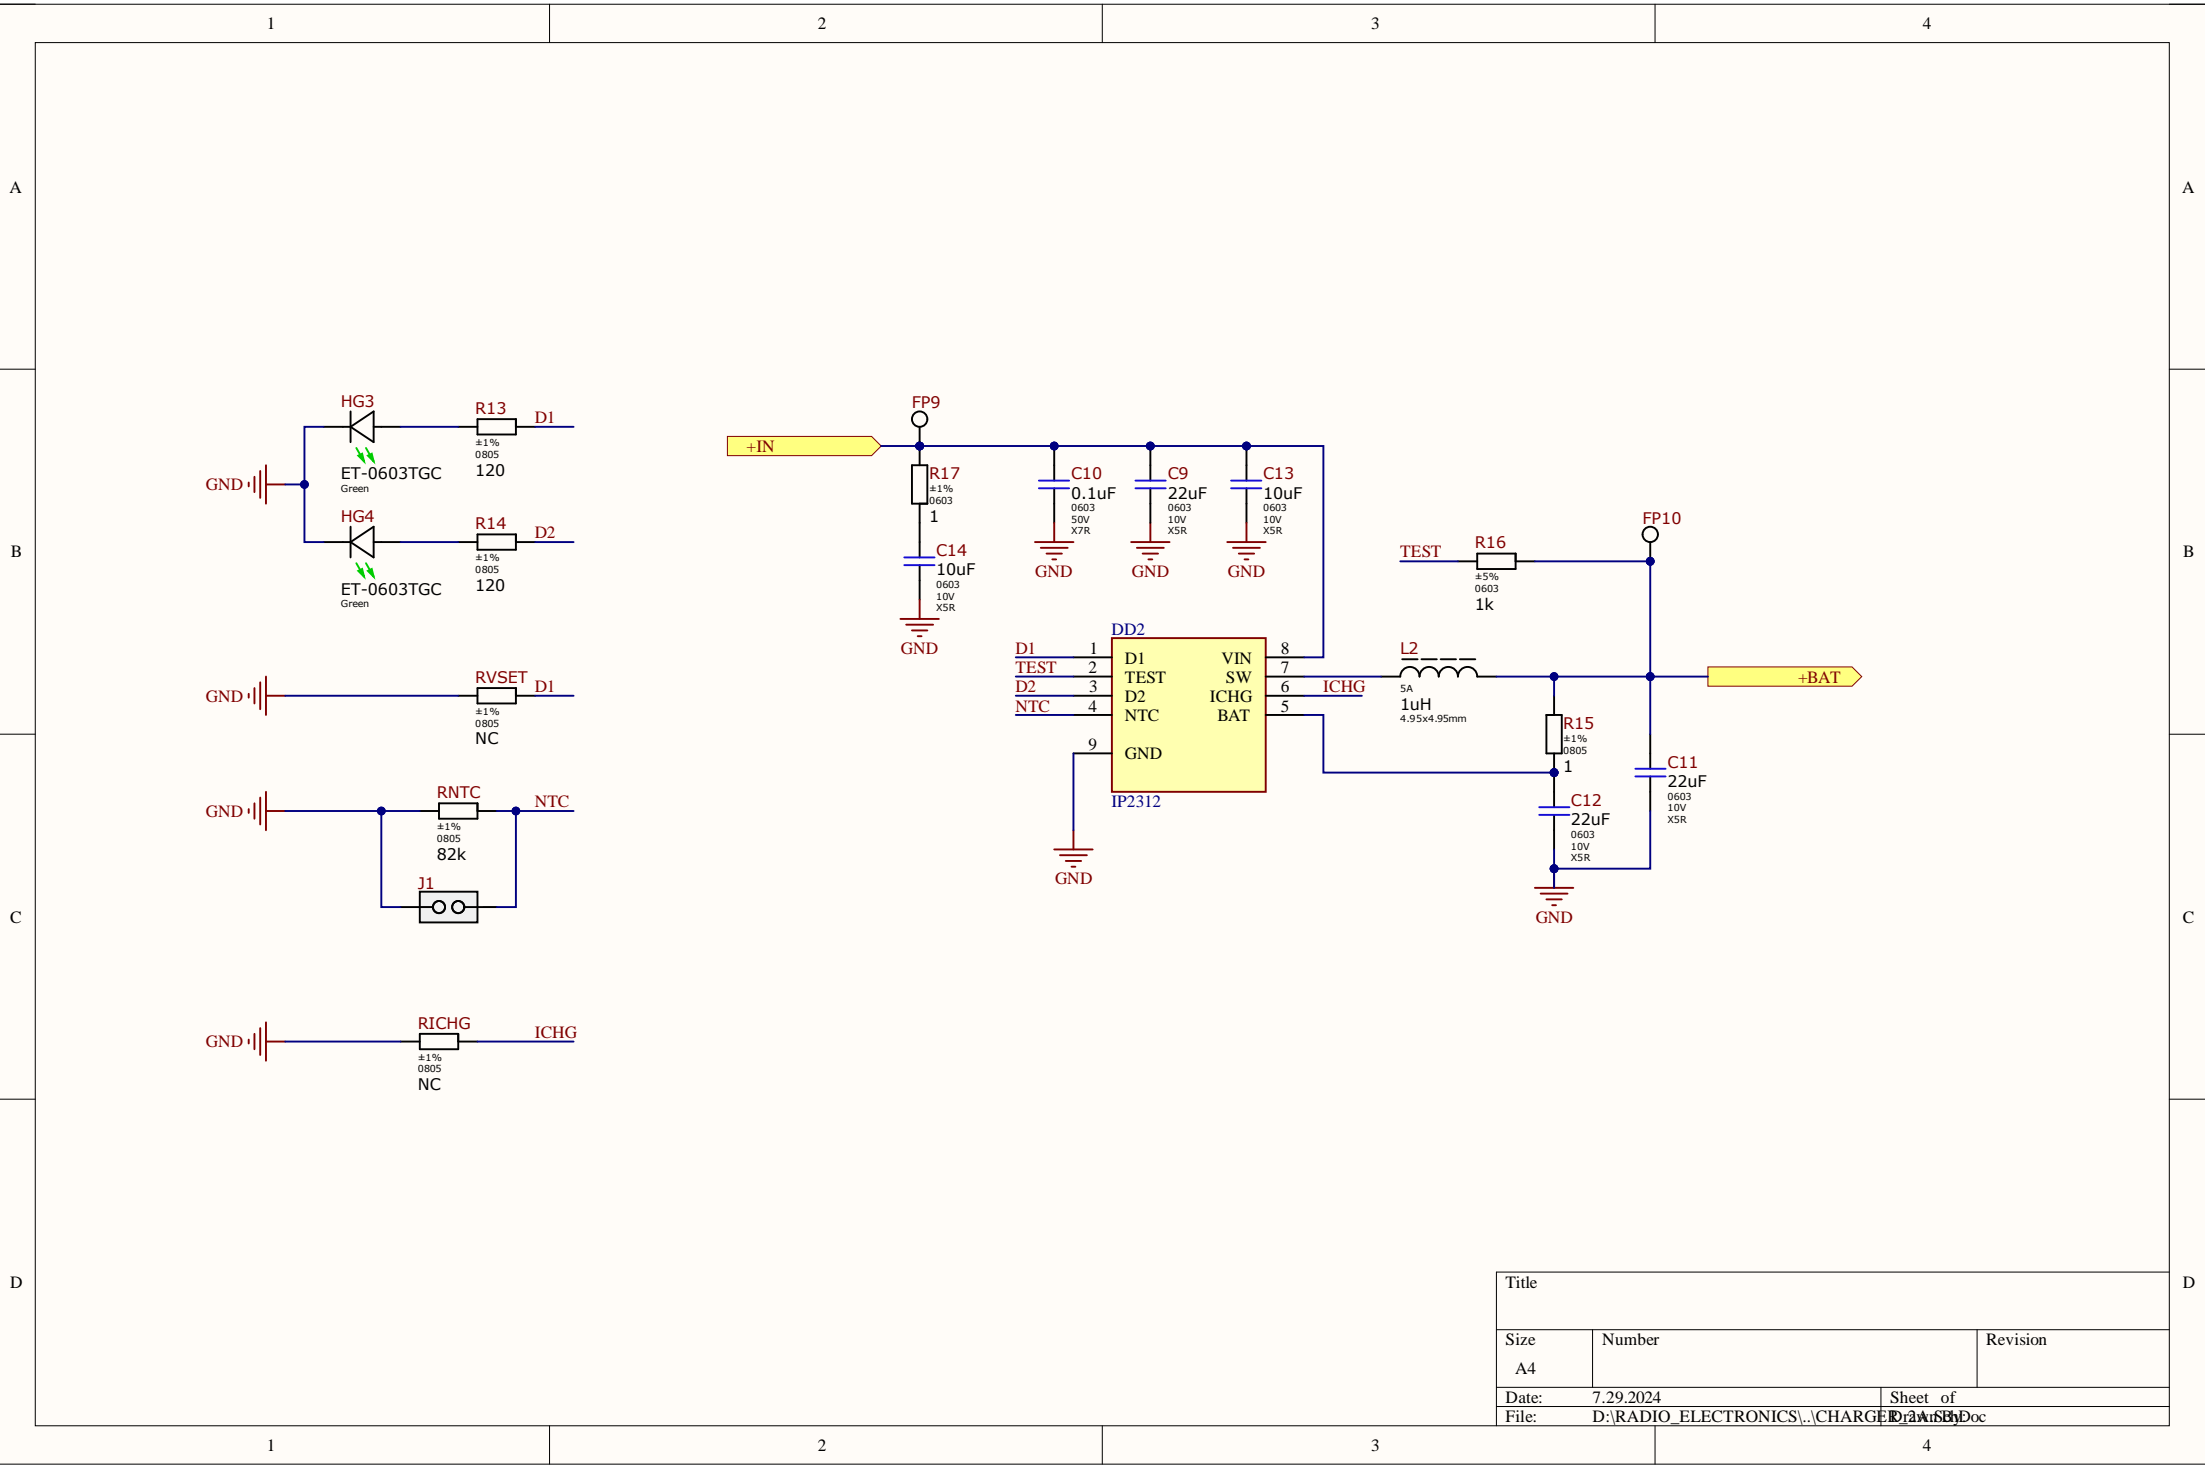 1 2 3 4
A A
B B
C C
D D
HG3
ET-0603TGC
Green
R13
±1%
0805
120
D1
GND
HG4
ET-0603TGC
Green
R14
±1%
0805
120
D2
GND
RVSET
±1%
0805
NC
D1
GND
RNTC
±1%
0805
82k
NTC
J1
GND
RICHG
±1%
0805
NC
ICHG
+IN
FP9
R17
±1%
0603
1
C14
10uF
0603
10V
X5R
GND
C10
0.1uF
0603
50V
X7R
GND
C9
22uF
0603
10V
X5R
GND
C13
10uF
0603
10V
X5R
GND
DD2
D1 1 D1
TEST 2 TEST
D2 3 D2
NTC 4 NTC
9 GND
VIN 8
SW 7
ICHG 6 ICHG
BAT 5
IP2312
GND
TEST
R16
±5%
0603
1k
FP10
L2
5A
1uH
4.95x4.95mm
+BAT
R15
±1%
0805
1
C12
22uF
0603
10V
X5R
C11
22uF
0603
10V
X5R
GND
Title
Size Number Revision
A4
Date: 7.29.2024 Sheet of
File: D:\RADIO_ELECTRONICS\..\CHARGER_2A.SchDoc
Drawn By:
1 2 3 4